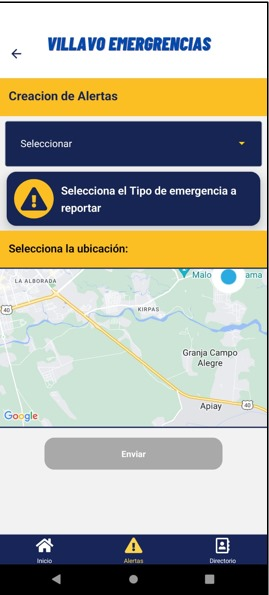 VILLAVO EMERGRENCIAS
Creacion de Alertas
Seleccionar
Selecciona el Tipo de emergencia a
reportar
Selecciona la ubicación:
Malo
ama
LA ALBORADA
40
KIRPAS
Granja Campo
Alegre
Apiay
40
Google
Enviar
Inicio
Alertas
Directorio